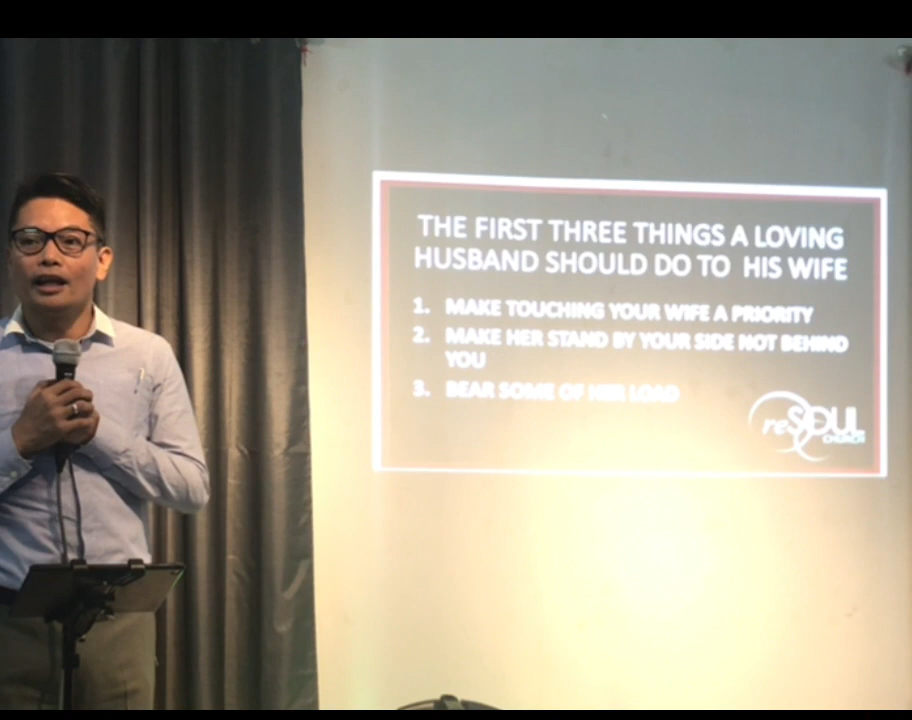 THE FIRST THREE THINGS A LOVING
HUSBAND SHOULD DO TO HIS WIFE
1. MAKE TOUCHING YOUR WIFE A PRIORITY
2. MAKE HER STAND BY YOUR SIDE NOT BEHIND
YOU
3. BEAR SOME OF HER LOAD
reSOUL
CHURCH